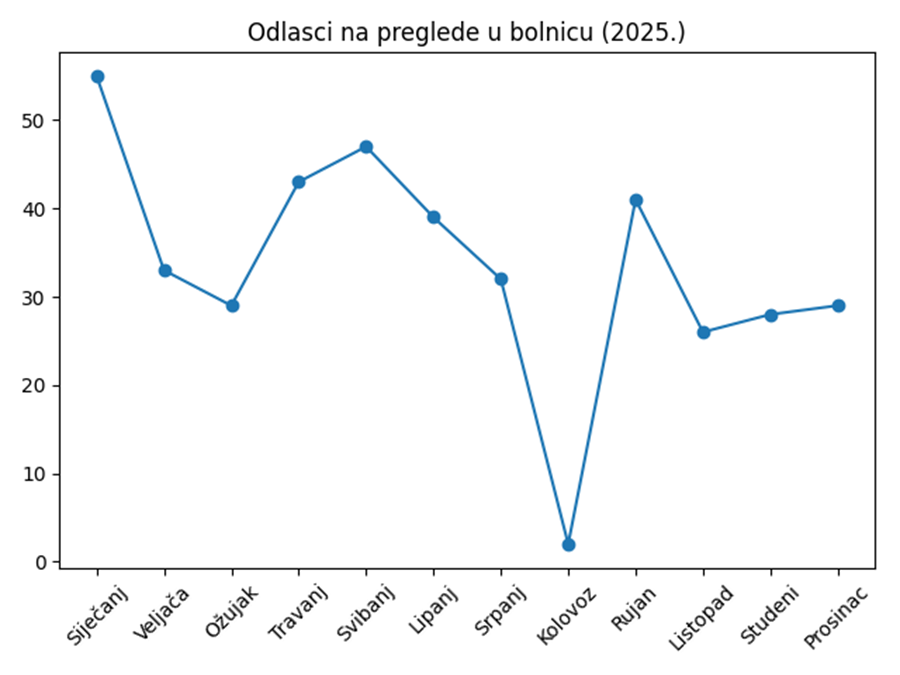 Odlasci na preglede u bolnicu (2025.)
50
40
30
20
10
0
Siječanj
Veljača
Ožujak
Travanj
Svibanj
Lipanj
Srpanj
Kolovoz
Rujan
Listopad
Studeni
Prosinac